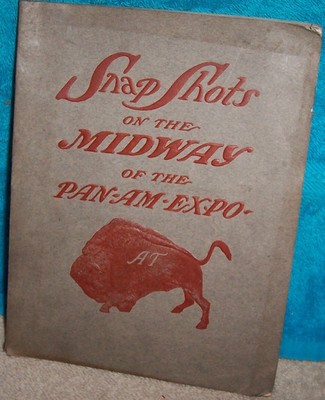 Snap Shots
ON THE
MIDWAY
OF THE
PAN-AM-EXPO-
AT